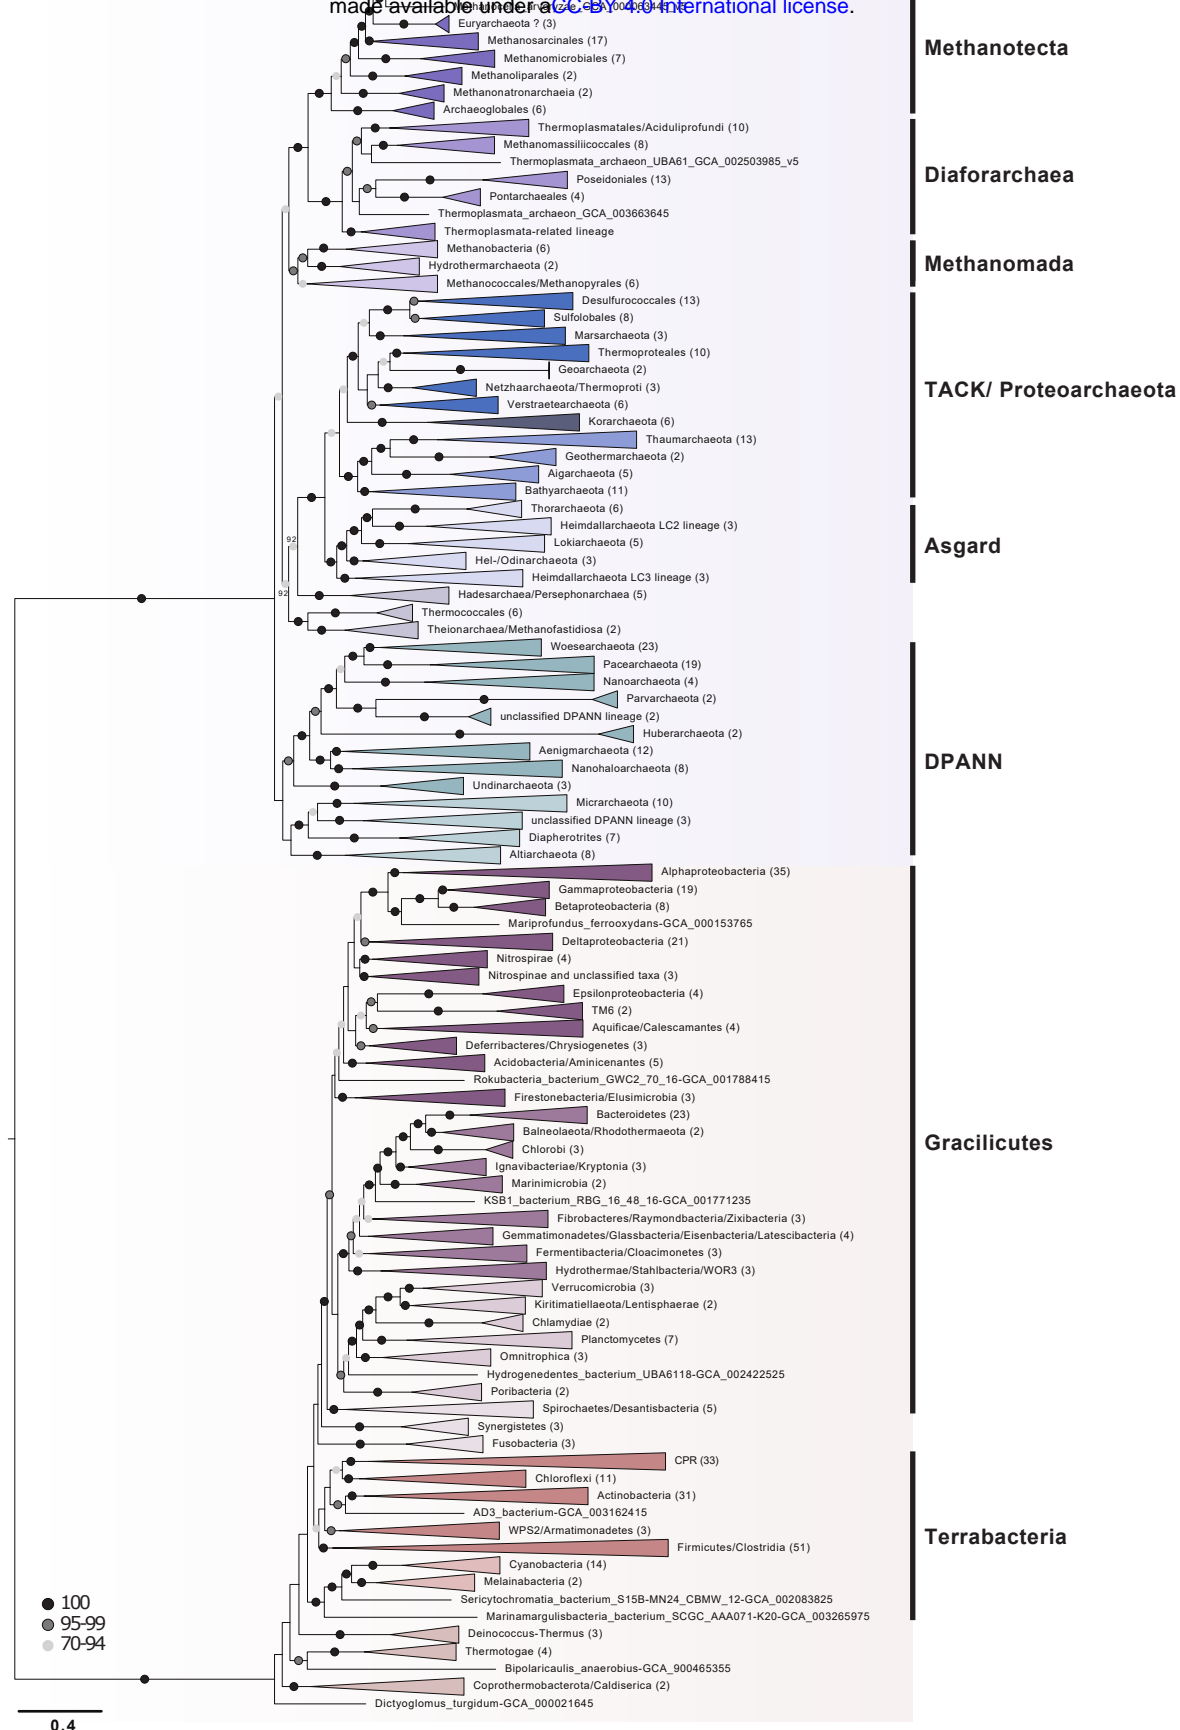 made available under aCC-BY 4.0 International license.
Euryarchaeota ? (3)
Methanosarcinales (17)
Methanotecta
Methanomicrobiales (7)
Methanoliparales (2)
Methanonatronarchaeia (2)
Archaeoglobales (6)
Thermoplasmatales/Aciduliprofundi (10)
Methanomassiliicoccales (8)
Thermoplasmata_archaeon_UBA61_GCA_002503985_v5
Diaforarchaea
Poseidoniales (13)
Pontarchaeales (4)
Thermoplasmata_archaeon_GCA_003663645
Thermoplasmata-related lineage
Methanobacteria (6)
Methanomada
Hydrothermarchaeota (2)
Methanococcales/Methanopyrales (6)
Desulfurococcales (13)
Sulfolobales (8)
Marsarchaeota (3)
Thermoproteales (10)
Geoarchaeota (2)
Netzhaarchaeota/Thermoproti (3)
TACK/ Proteoarchaeota
Verstraetearchaeota (6)
Korarchaeota (6)
Thaumarchaeota (13)
Geothermarchaeota (2)
Aigarchaeota (5)
Bathyarchaeota (11)
Thorarchaeota (6)
Heimdallarchaeota LC2 lineage (3)
92
Lokiarchaeota (5)
Asgard
Hel-/Odinarchaeota (3)
Heimdallarchaeota LC3 lineage (3)
92
Hadesarchaea/Persephonarchaea (5)
Thermococcales (6)
Theionarchaea/Methanofastidiosa (2)
Woesearchaeota (23)
Pacearchaeota (19)
Nanoarchaeota (4)
Parvarchaeota (2)
unclassified DPANN lineage (2)
Huberarchaeota (2)
Aenigmarchaeota (12)
DPANN
Nanohaloarchaeota (8)
Undinarchaeota (3)
Micrarchaeota (10)
unclassified DPANN lineage (3)
Diapherotrites (7)
Altiarchaeota (8)
Alphaproteobacteria (35)
Gammaproteobacteria (19)
Betaproteobacteria (8)
Mariprofundus_ferrooxydans-GCA_000153765
Deltaproteobacteria (21)
Nitrospirae (4)
Nitrospinae and unclassified taxa (3)
Epsilonproteobacteria (4)
TM6 (2)
Aquificae/Calescamantes (4)
Deferribacteres/Chrysiogenetes (3)
Acidobacteria/Aminicenantes (5)
Rokubacteria_bacterium_GWC2_70_16-GCA_001788415
Firestonebacteria/Elusimicrobia (3)
Bacteroidetes (23)
Balneolaeota/Rhodothermaeota (2)
Gracilicutes
Chlorobi (3)
Ignavibacteriae/Kryptonia (3)
Marinimicrobia (2)
KSB1_bacterium_RBG_16_48_16-GCA_001771235
Fibrobacteres/Raymondbacteria/Zixibacteria (3)
Gemmatimonadetes/Glassbacteria/Eisenbacteria/Latescibacteria (4)
Fermentibacteria/Cloacimonetes (3)
Hydrothermae/Stahlbacteria/WOR3 (3)
Verrucomicrobia (3)
Kiritimatiellaeota/Lentisphaerae (2)
Chlamydiae (2)
Planctomycetes (7)
Omnitrophica (3)
Hydrogenedentes_bacterium_UBA6118-GCA_002422525
Poribacteria (2)
Spirochaetes/Desantisbacteria (5)
Synergistetes (3)
Fusobacteria (3)
CPR (33)
Chloroflexi (11)
Actinobacteria (31)
AD3_bacterium-GCA_003162415
WPS2/Armatimonadetes (3)
Terrabacteria
Firmicutes/Clostridia (51)
Cyanobacteria (14)
Melainabacteria (2)
Sericytochromatia_bacterium_S15B-MN24_CBMW_12-GCA_002083825
100
Marinamargulisbacteria_bacterium_SCGC_AAA071-K20-GCA_003265975
95-99
Deinococcus-Thermus (3)
70-94
Thermotogae (4)
Bipolaricaulis_anaerobius-GCA_900465355
Coprothermobacterota/Caldiserica (2)
Dictyoglomus_turgidum-GCA_000021645
0.4